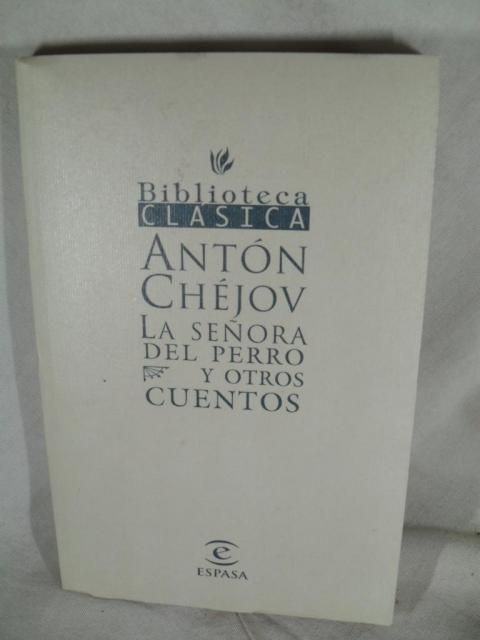 Biblioteca
CLÁSICA
ANTÓN
CHÉJOV
LA SEÑORA
DEL PERRO
Y OTROS
CUENTOS
e
ESPASA